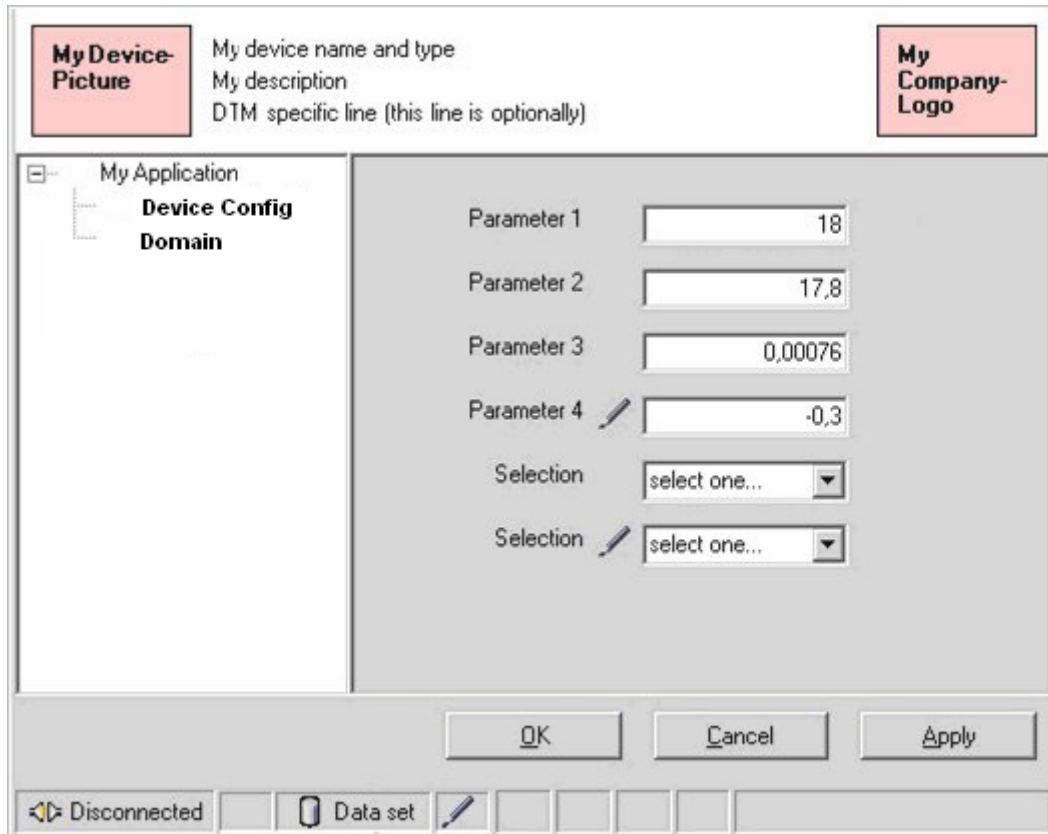 My Device-
Picture
My device name and type
My description
DTM specific line (this line is optionally)
My
Company-
Logo
My Application
Device Config
Domain
Parameter 1
18
Parameter 2
17,8
Parameter 3
0,00076
Parameter 4
-0,3
Selection
select one...
Selection
select one...
OK
Cancel
Apply
Disconnected
Data set